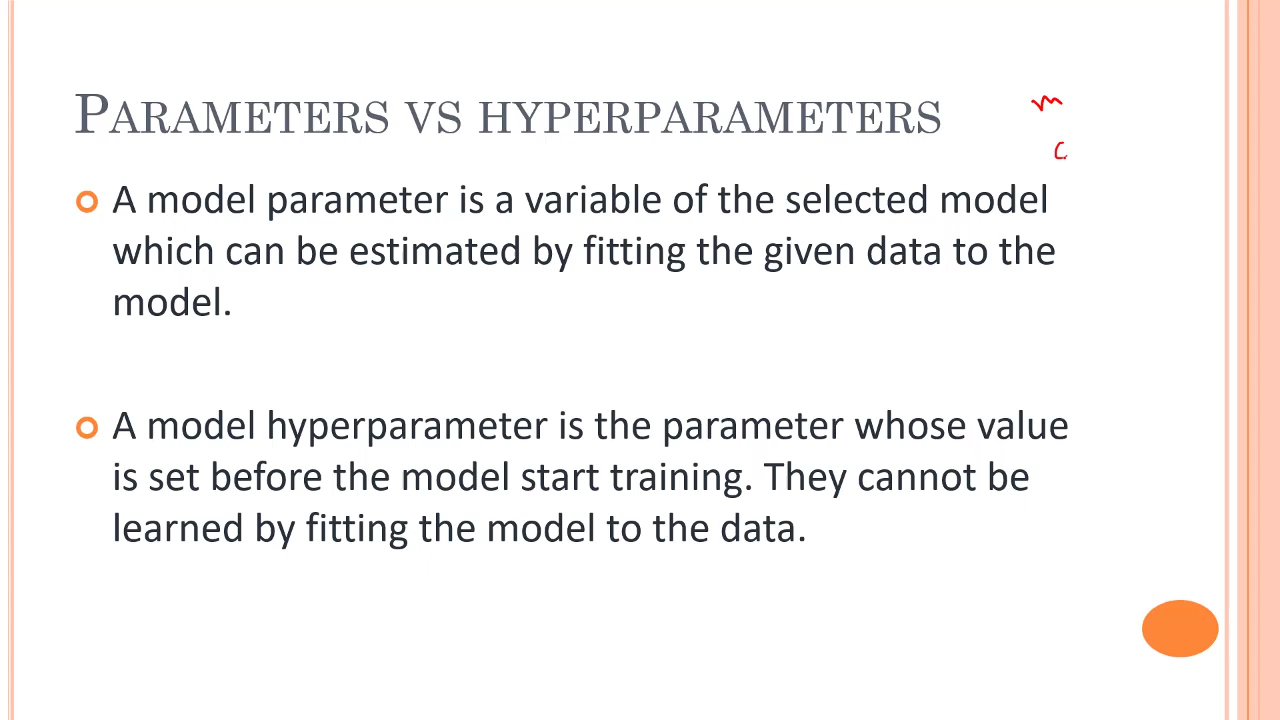 PARAMETERS VS HYPERPARAMETERS
m
c
A model parameter is a variable of the selected model
which can be estimated by fitting the given data to the
model.
A model hyperparameter is the parameter whose value
is set before the model start training. They cannot be
learned by fitting the model to the data.